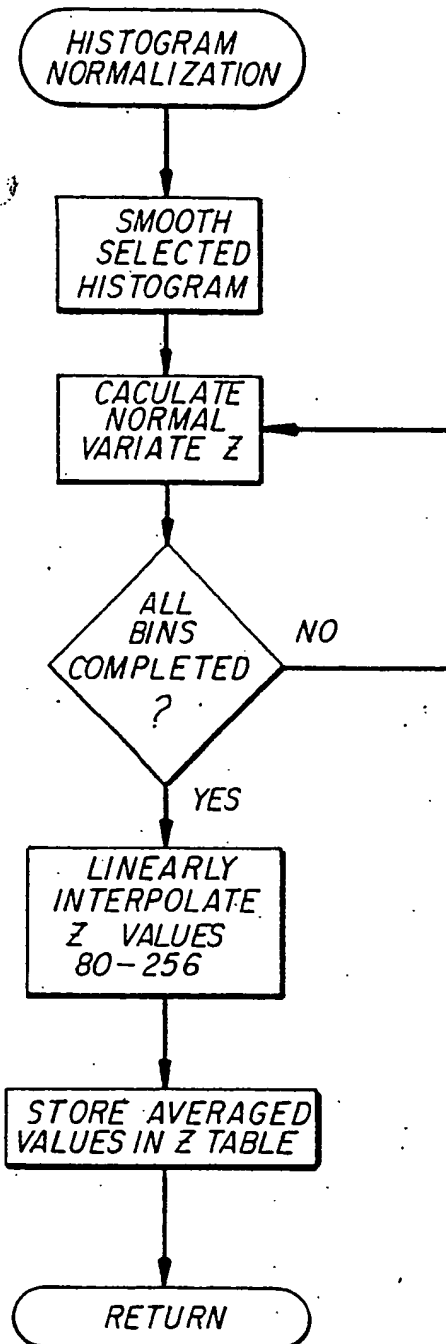 HISTOGRAM
NORMALIZATION
SMOOTH
SELECTED
HISTOGRAM
CACULATE
NORMAL
VARIATE Z
ALL
BINS
COMPLETED
?
NO
YES
LINEARLY
INTERPOLATE
Z VALUES
80-256
STORE AVERAGED
VALUES IN Z TABLE
RETURN